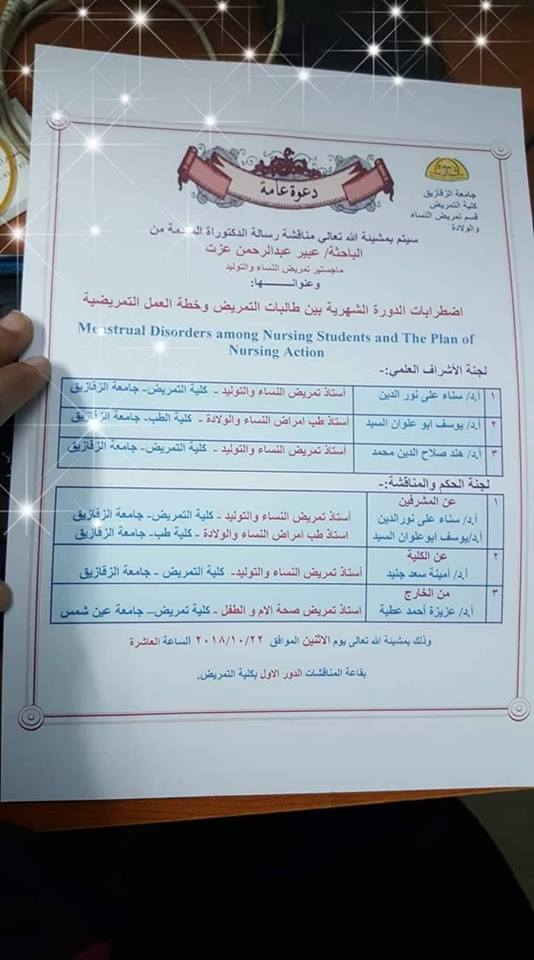 دعوة عامة
جامعة الزقازيق
كلية التمريض
قسم تمريض النساء
والولادة
سيتم بمشيئة الله تعالي مناقشة رسالة الدكتوراة المقدمة من
الباحثة/ عبير عبدالرحمن عزت
ماجستير تمريض النساء والتوليد
وعنوانـــــــها:
اضطرابات الدورة الشهرية بين طالبات التمريض وخطة العمل التمريضية
Menstrual Disorders among Nursing Students and The Plan of
Nursing Action
لجنة الأشراف العلمي:-
١ أ.د/ سناء على نور الدين أستاذ تمريض النساء والتوليد - كلية التمريض- جامعة الزقازيق
٢ أ.د/ يوسف ابو علوان السيد أستاذ طب امراض النساء والولادة - كلية الطب- جامعة الزقازيق
٣ أ.د/ هند صلاح الدين محمد أستاذ تمريض النساء والتوليد - كلية التمريض- جامعة الزقازيق
لجنة الحكم والمناقشة:-
١ عن المشرفين
أ.د/ سناء على نورالدين أستاذ تمريض النساء والتوليد - كلية التمريض- جامعة الزقازيق
أ.د/يوسف ابوعلوان السيد استاذ طب امراض النساء والولادة - كلية طب- جامعة الزقازيق
٢ عن الكلية
أ.د/ أمينة سعد جنيد أستاذ تمريض النساء والتوليد- كلية التمريض - جامعة الزقازيق
٣ من الخارج
أ.د/ عزيزة أحمد عطية استاذ تمريض صحة الام و الطفل - كلية تمريض– جامعة عين شمس
وذلك بمشيئة الله تعالى يوم الاثنين الموافق ٢٠١٨/١٠/٢٢ الساعة العاشرة
بقاعة المناقشات الدور الاول بكلية التمريض.